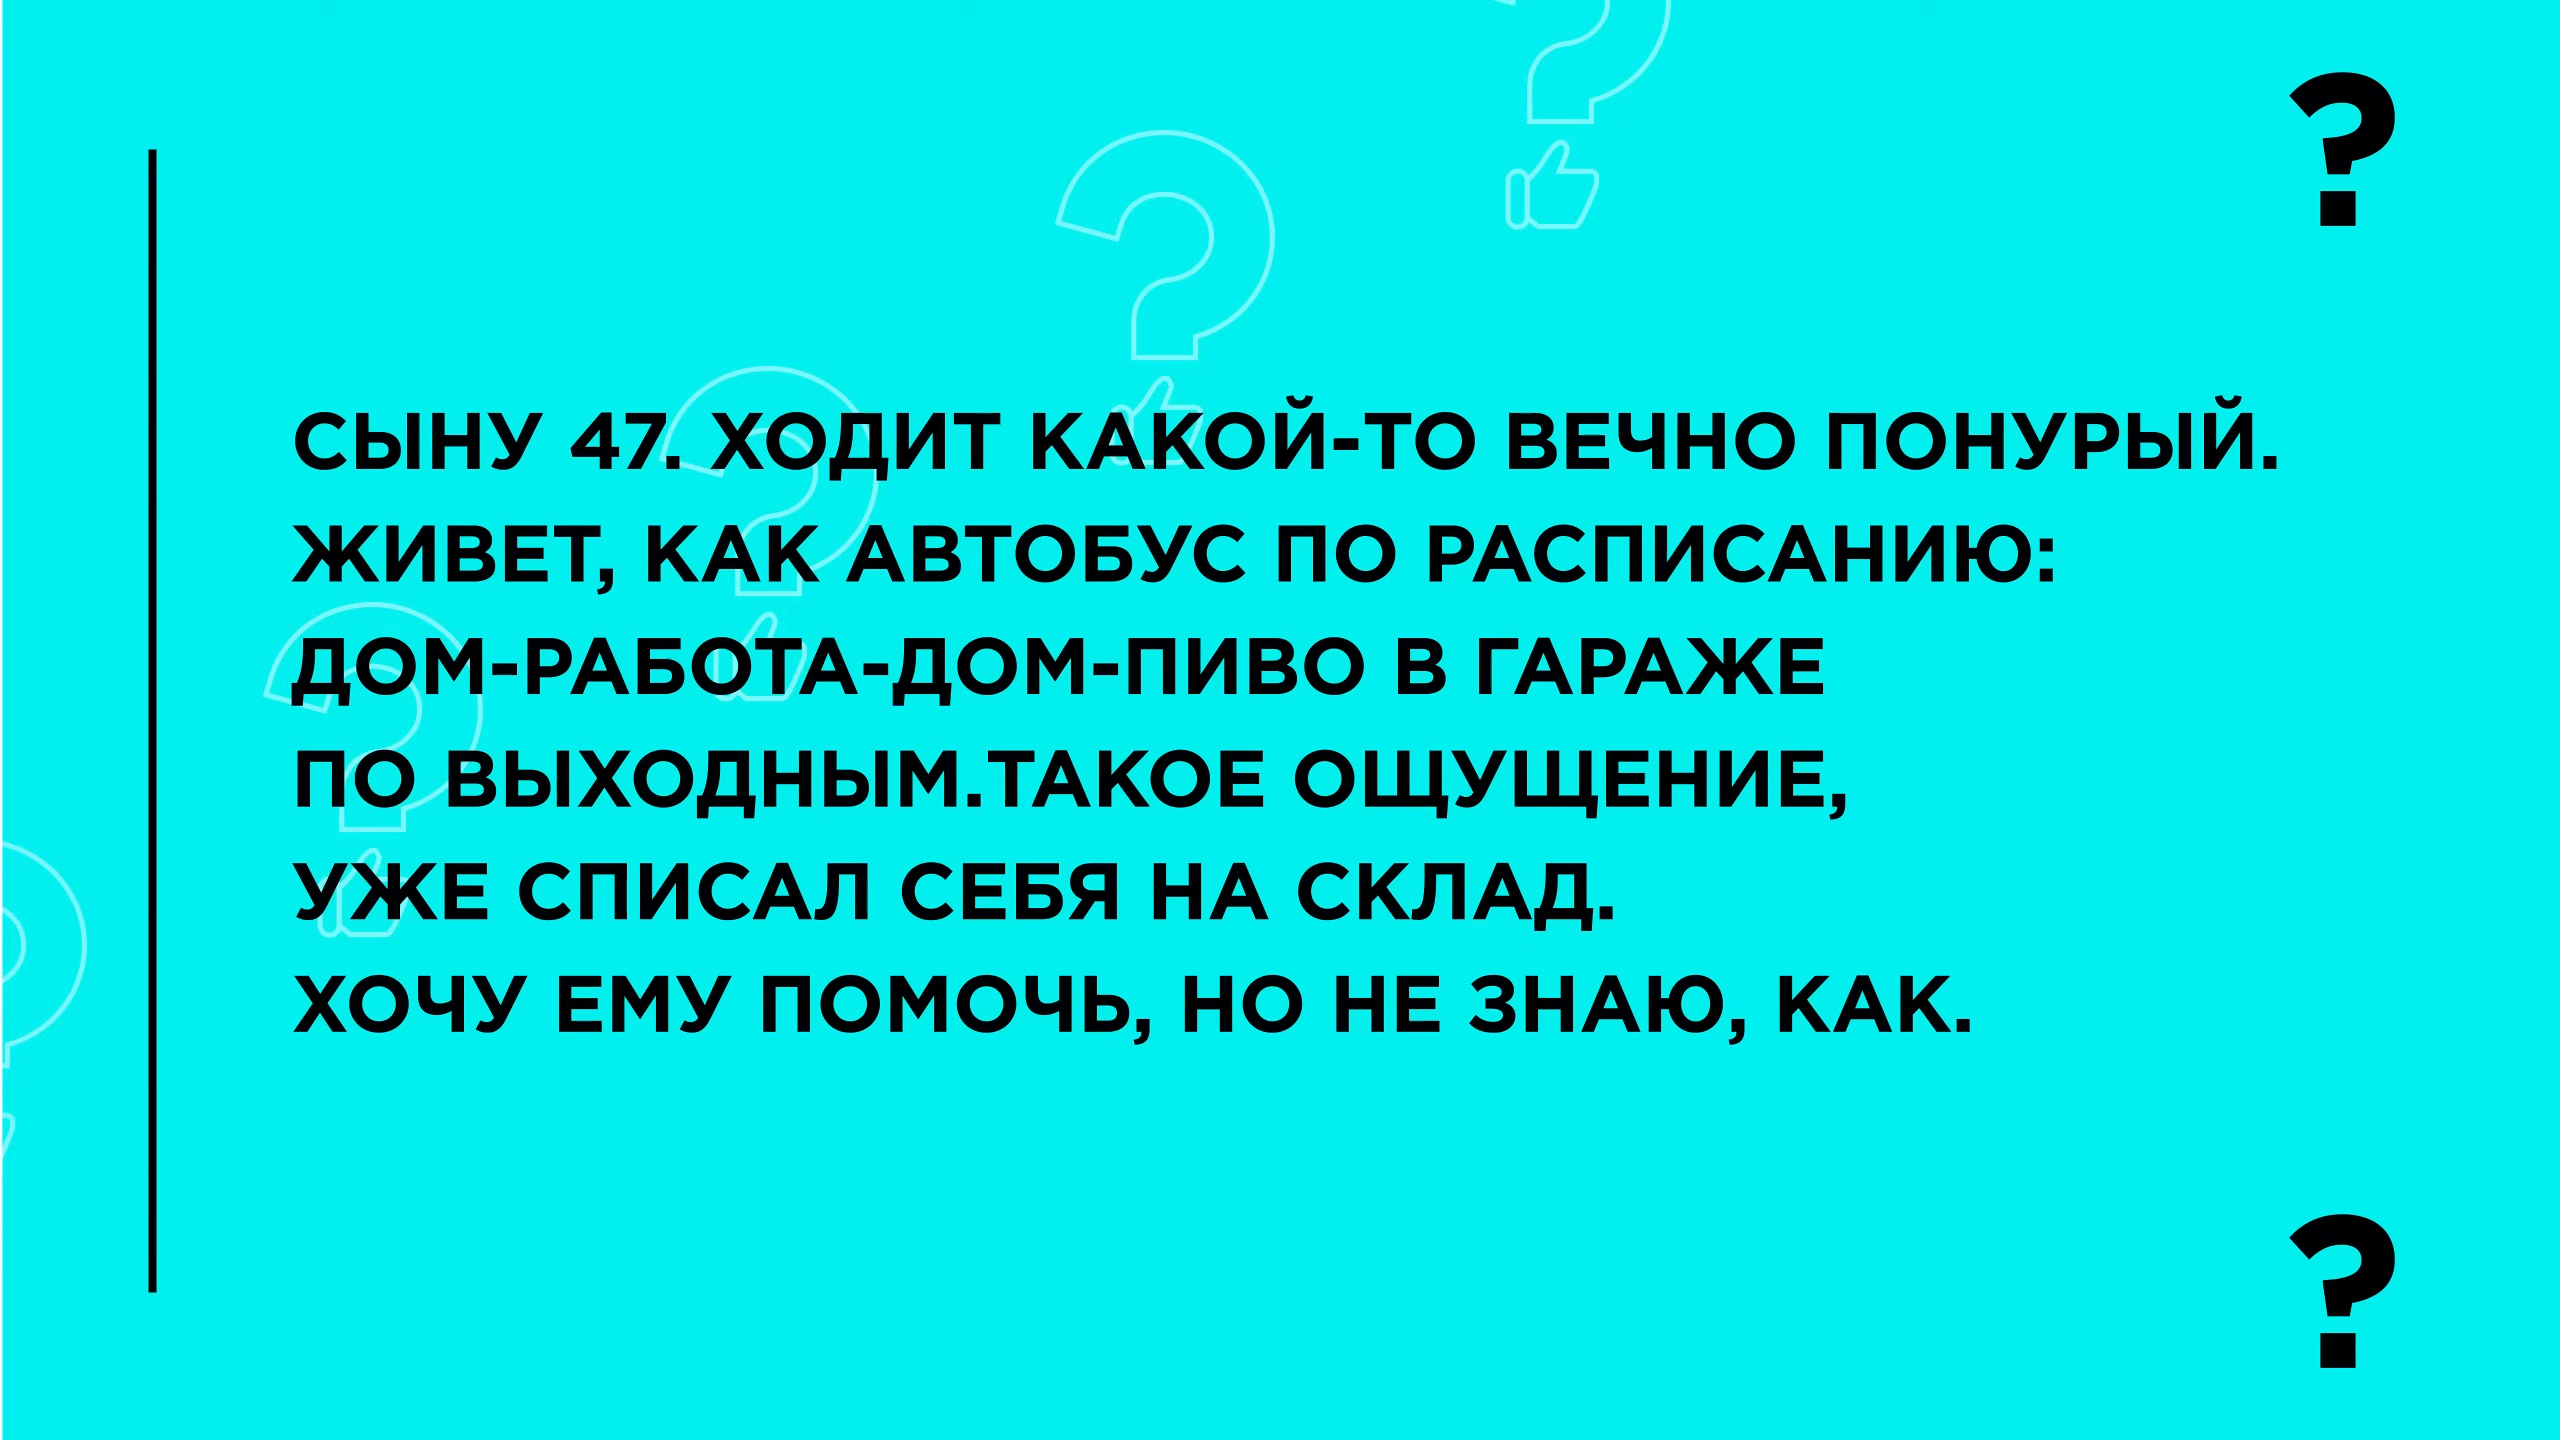 ?
СЫНУ 47. ХОДИТ КАКОЙ-ТО ВЕЧНО ПОНУРЫЙ.
ЖИВЕТ, КАК АВТОБУС ПО РАСПИСАНИЮ:
ДОМ-РАБОТА-ДОМ-ПИВО В ГАРАЖЕ
ПО ВЫХОДНЫМ.ТАКОЕ ОЩУЩЕНИЕ,
УЖЕ СПИСАЛ СЕБЯ НА СКЛАД.
ХОЧУ ЕМУ ПОМОЧЬ, НО НЕ ЗНАЮ, КАК.
?